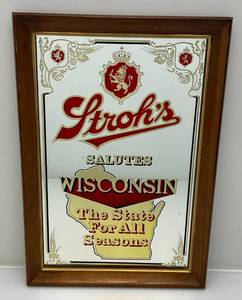 Stroh's
SALUTES
WISCONSIN
The State
For All
Seasons